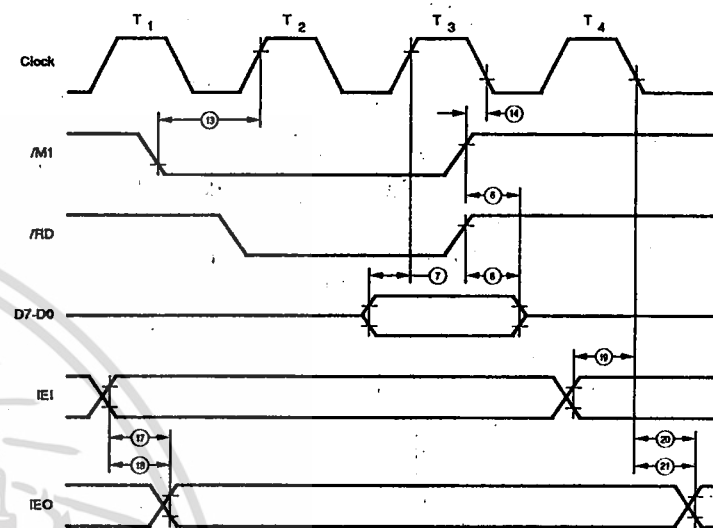 T1 T2 T3 T4
Clock
13
14
/M1
6
/RD
7 6
D7-D0
19
IEI
17 20
18 21
IEO